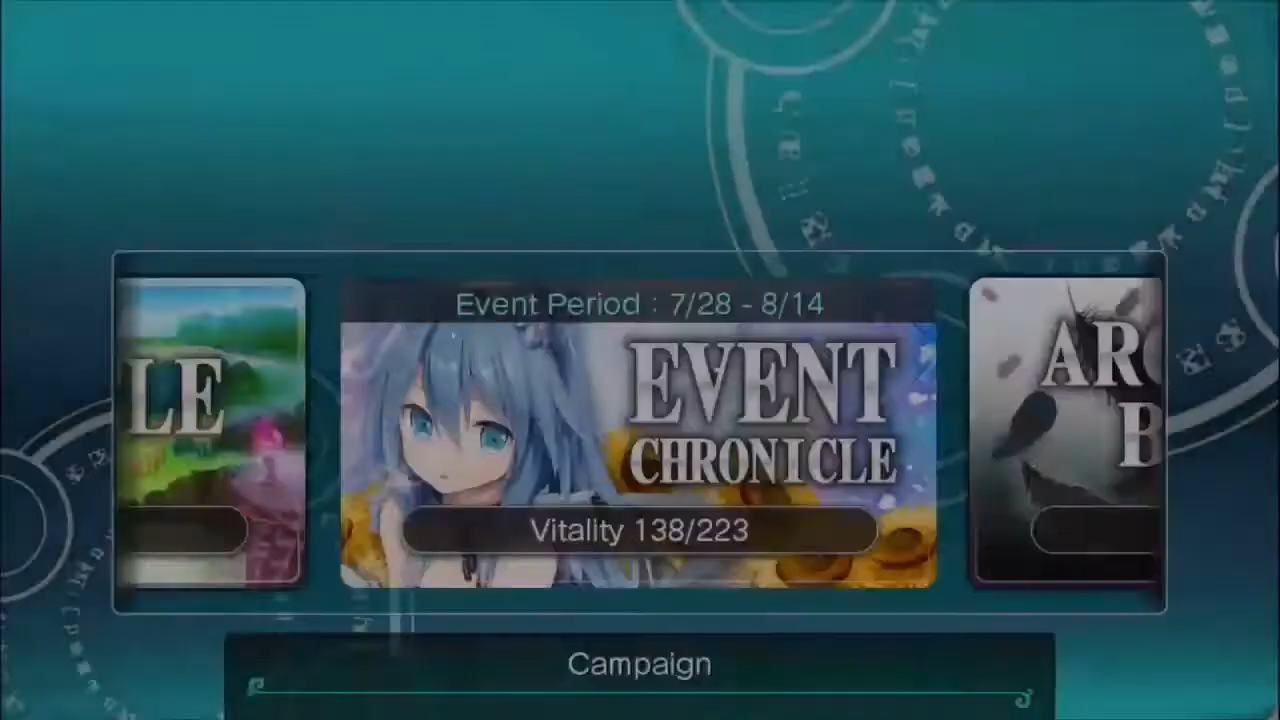 Event Period : 7/28 - 8/14
LE
EVENT
CHRONICLE
Vitality 138/223
AR
B
Campaign